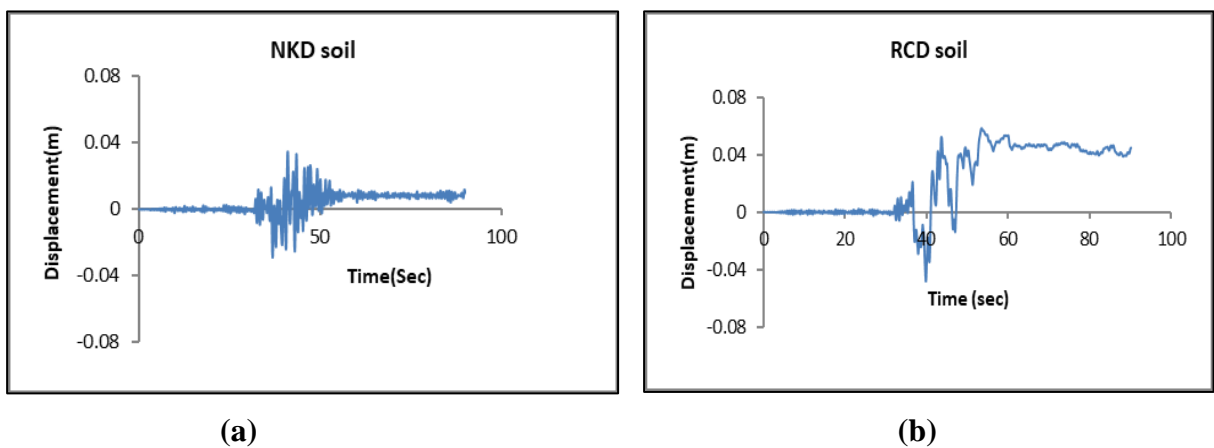 NKD soil
0.08
0.04
0
-0.04
-0.08
0
50
100
Displacement(m)
Time(Sec)
(a)
RCD soil
0.08
0.04
0
-0.04
-0.08
0
20
40
60
80
100
Displacement(m)
Time (sec)
(b)